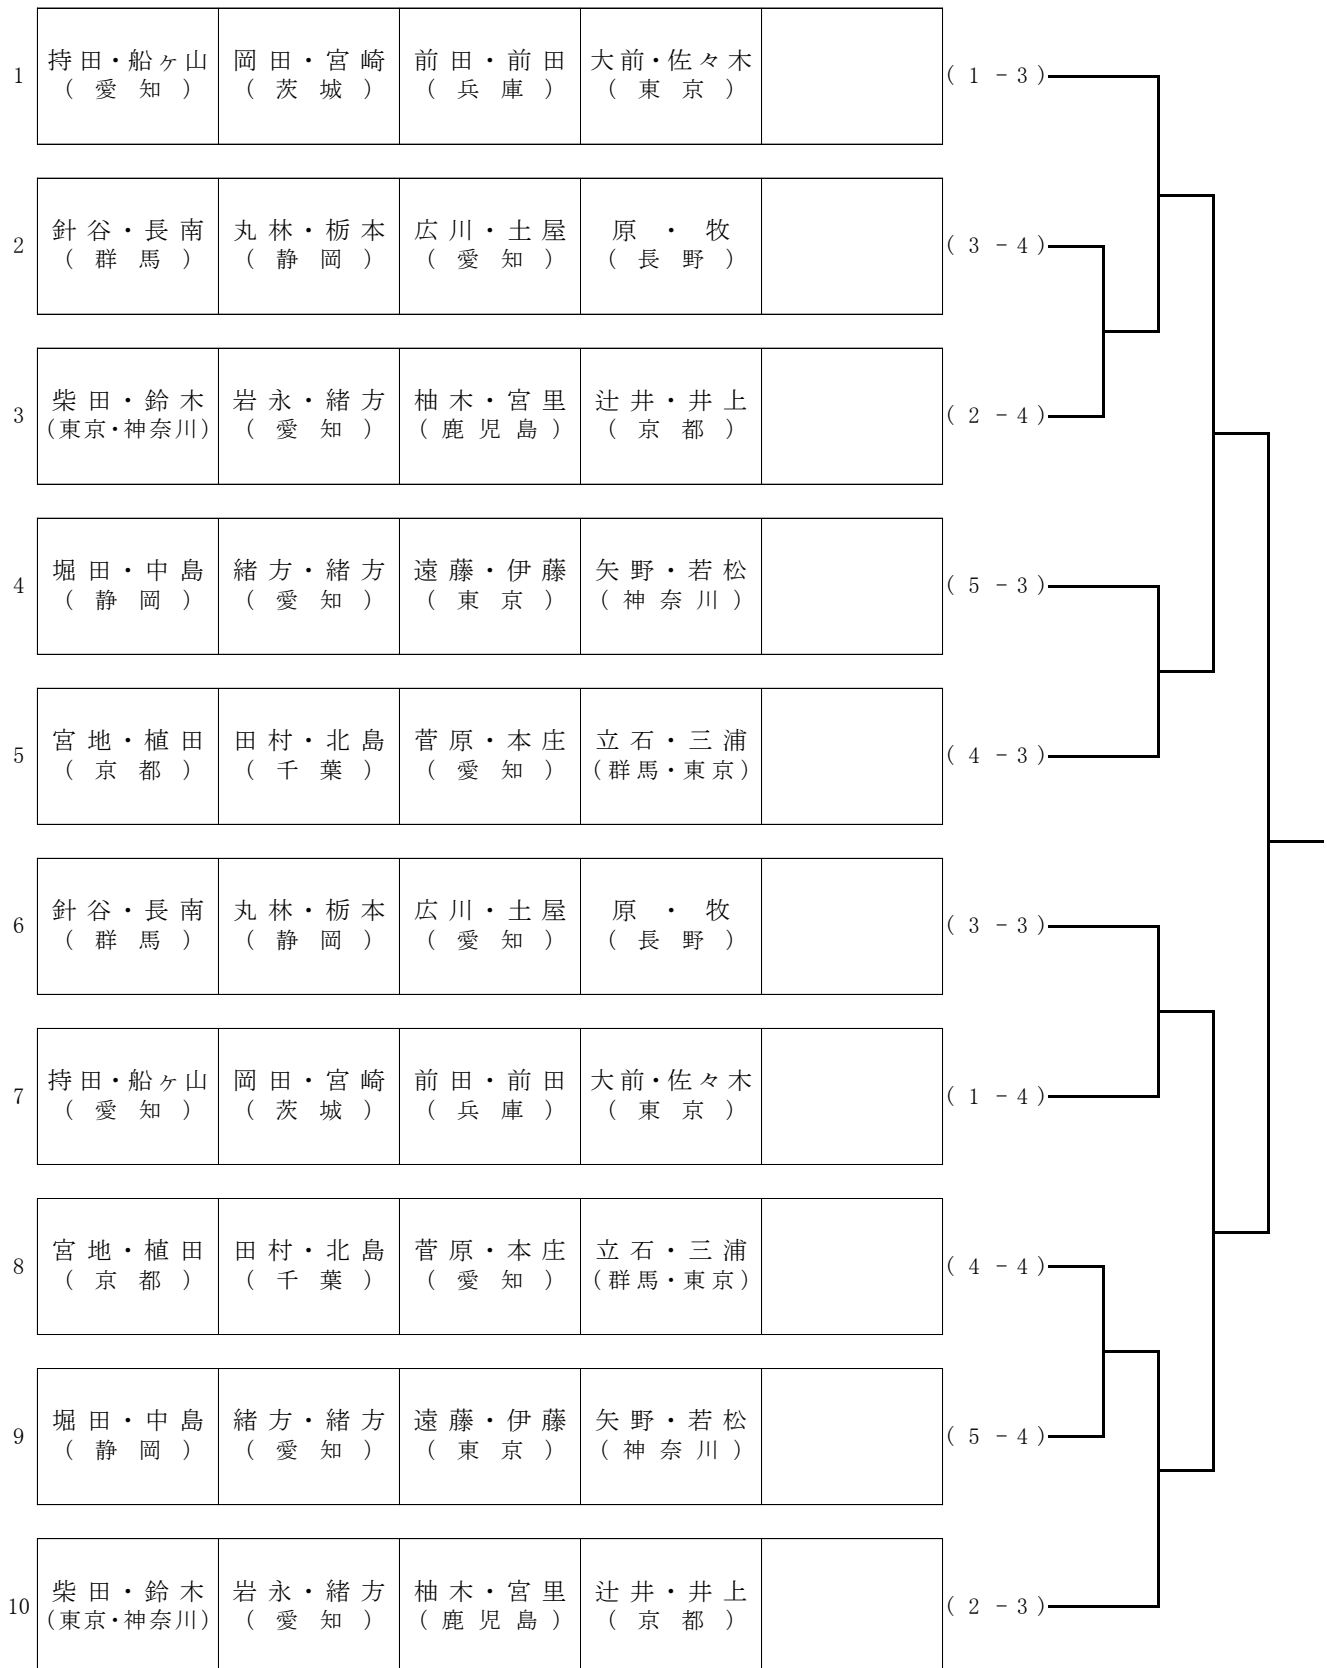 1 持田・船ヶ山 岡田・宮崎 前田・前田 大前・佐々木 ( 1 - 3 )
(愛知) (茨城) (兵庫) (東京)
2 針谷・長南 丸林・栃本 広川・土屋 原・牧 ( 3 - 4 )
(群馬) (静岡) (愛知) (長野)
3 柴田・鈴木 岩永・緒方 柚木・宮里 辻井・井上 ( 2 - 4 )
(東京・神奈川) (愛知) (鹿児島) (京都)
4 堀田・中島 緒方・緒方 遠藤・伊藤 矢野・若松 ( 5 - 3 )
(静岡) (愛知) (東京) (神奈川)
5 宮地・植田 田村・北島 菅原・本庄 立石・三浦 ( 4 - 3 )
(京都) (千葉) (愛知) (群馬・東京)
6 針谷・長南 丸林・栃本 広川・土屋 原・牧 ( 3 - 3 )
(群馬) (静岡) (愛知) (長野)
7 持田・船ヶ山 岡田・宮崎 前田・前田 大前・佐々木 ( 1 - 4 )
(愛知) (茨城) (兵庫) (東京)
8 宮地・植田 田村・北島 菅原・本庄 立石・三浦 ( 4 - 4 )
(京都) (千葉) (愛知) (群馬・東京)
9 堀田・中島 緒方・緒方 遠藤・伊藤 矢野・若松 ( 5 - 4 )
(静岡) (愛知) (東京) (神奈川)
10 柴田・鈴木 岩永・緒方 柚木・宮里 辻井・井上 ( 2 - 3 )
(東京・神奈川) (愛知) (鹿児島) (京都)